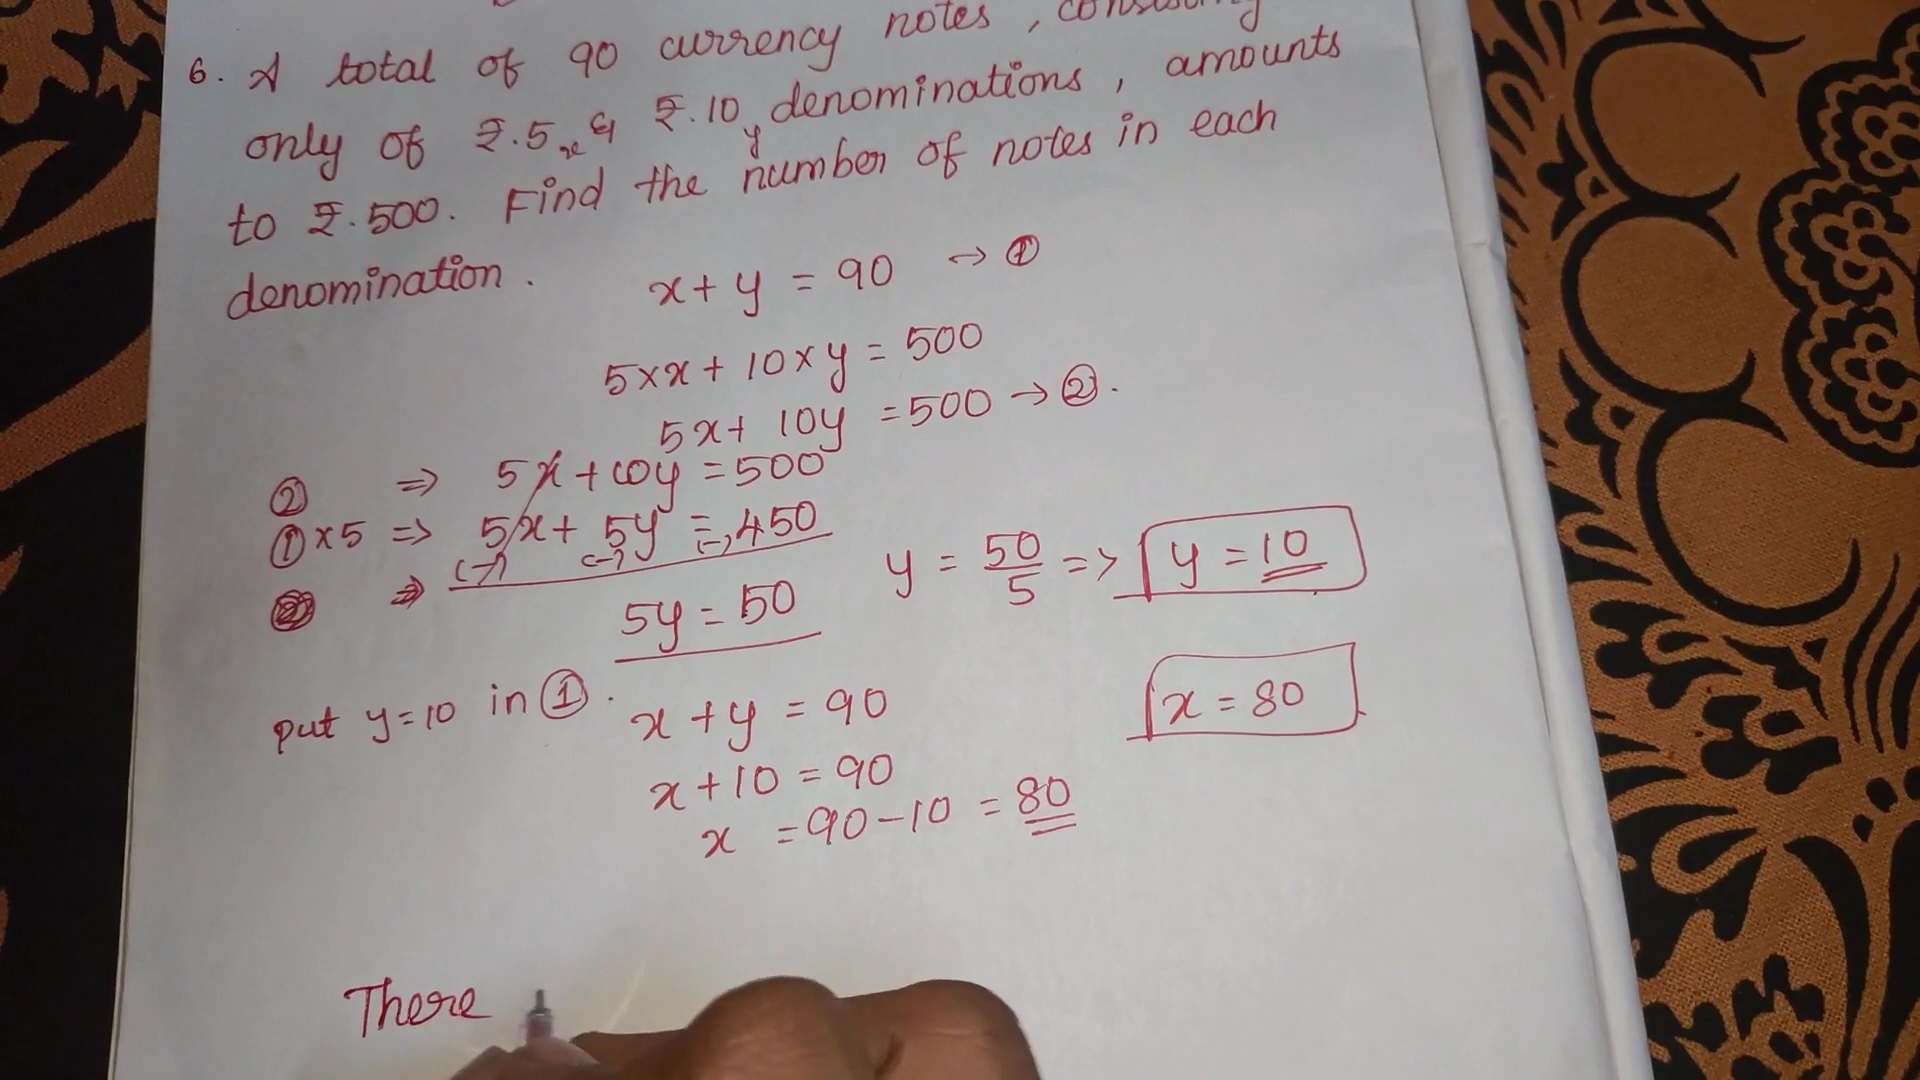 6. A total of 90 currency notes, consisting
only of ₹.5 x & ₹.10 y denominations, amounts
to ₹.500. Find the number of notes in each
denomination.
x + y = 90 → ①
5×x + 10×y = 500
5x + 10y = 500 → ②.
② ⇒ 5x + 10y = 500
① × 5 ⇒ 5x + 5y = 450
(-) (-) (-)
⇒ 5y = 50
y = 50/5 => y = 10
put y=10 in ①.
x + y = 90
x = 80
x + 10 = 90
x = 90 - 10 = 80
There